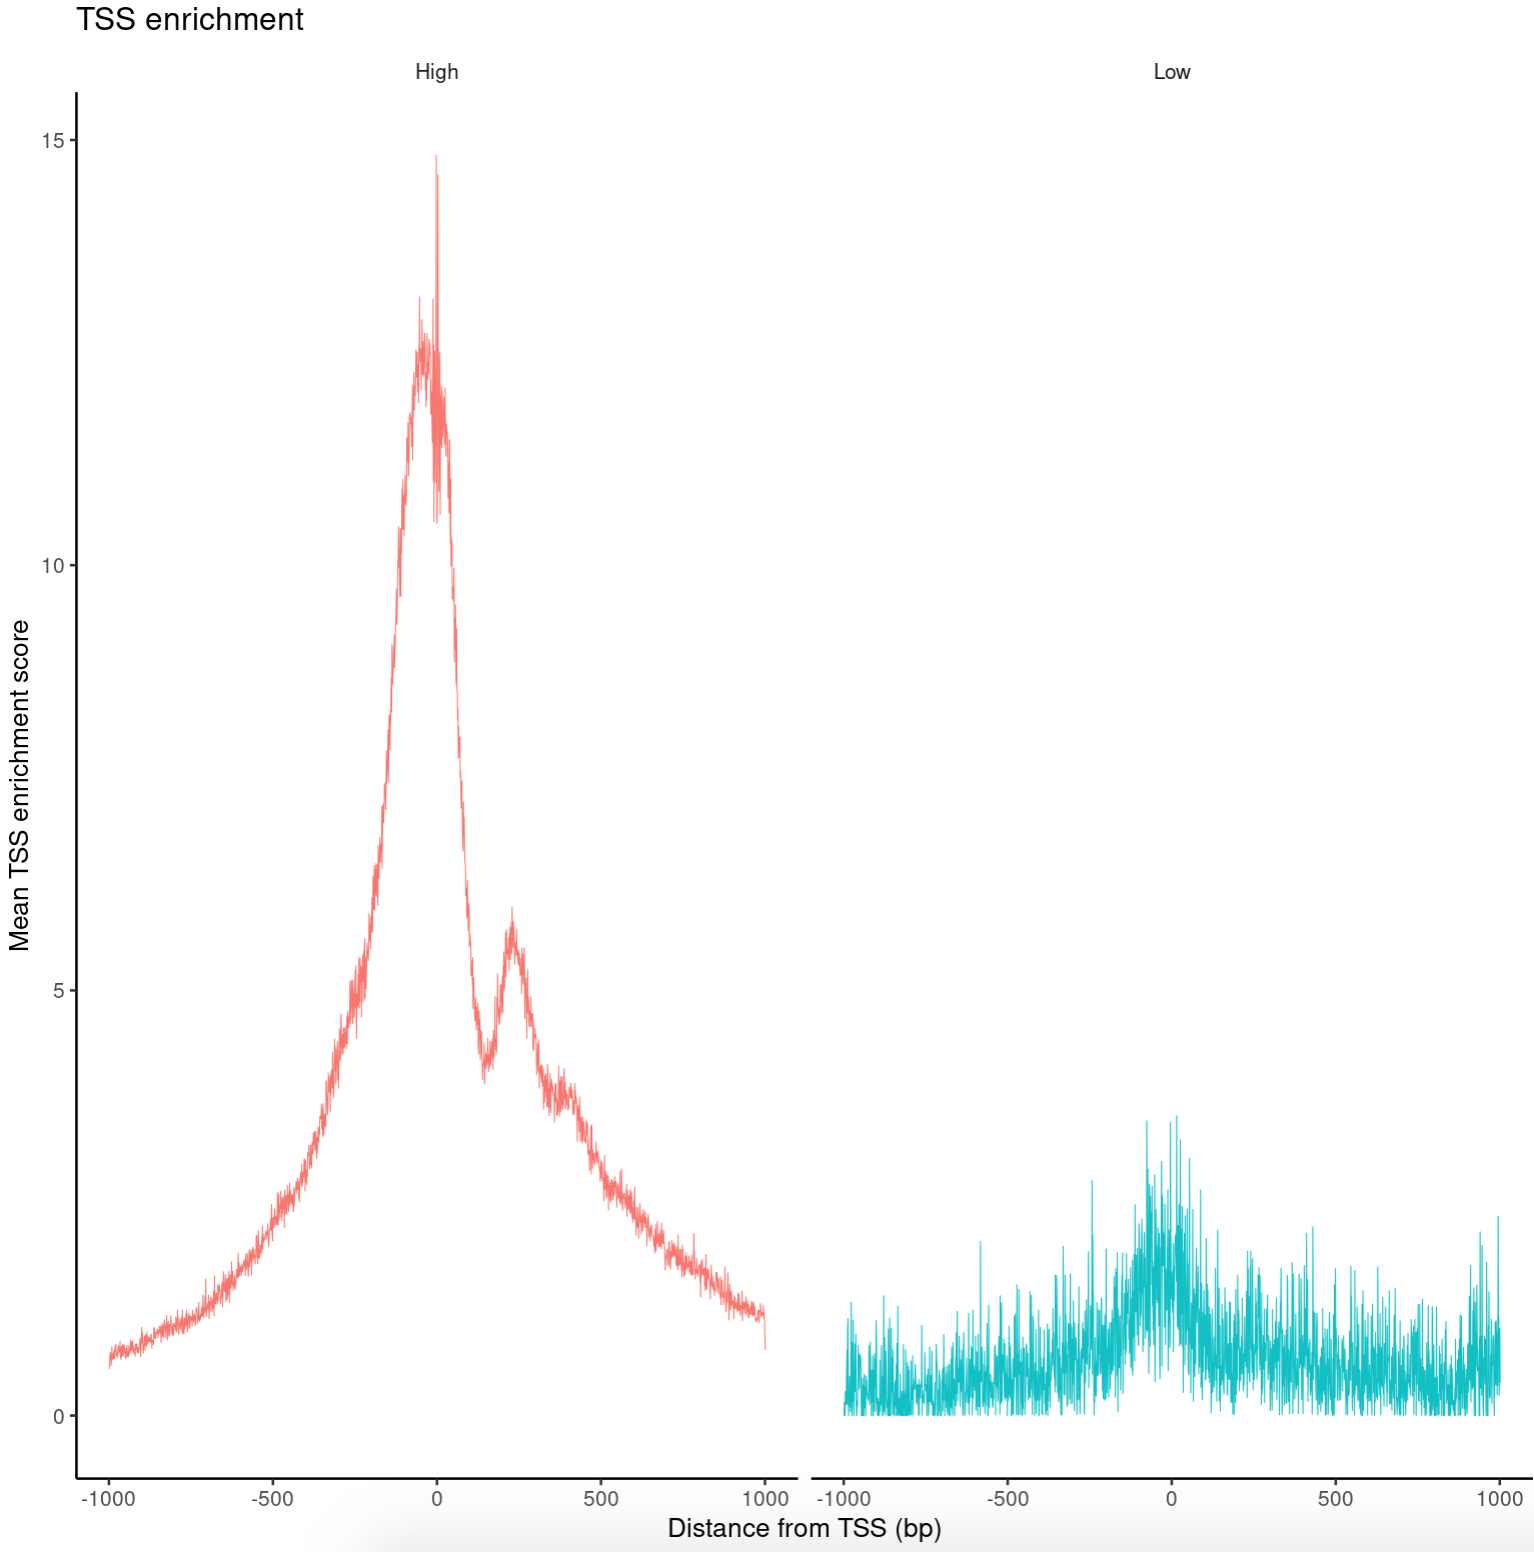 TSS enrichment
High
Low
Mean TSS enrichment score
15
10
5
0
-1000 -500 0 500 1000 -1000 -500 0 500 1000
Distance from TSS (bp)